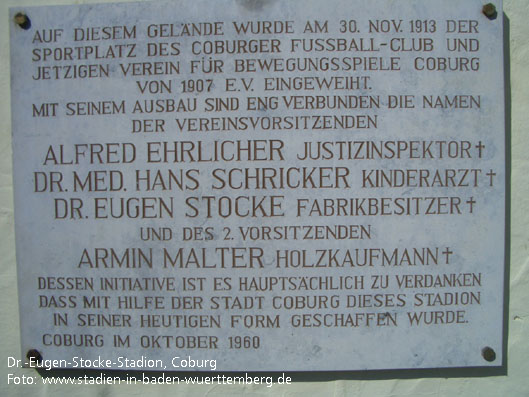 AUF DIESEM GELÄNDE WURDE AM 30. NOV. 1913 DER
SPORTPLATZ DES COBURGER FUSSBALL-CLUB UND
JETZIGEN VEREIN FÜR BEWEGUNGSSPIELE COBURG
VON 1907 E.V. EINGEWEIHT.
MIT SEINEM AUSBAU SIND ENG VERBUNDEN DIE NAMEN
DER VEREINSVORSITZENDEN
ALFRED EHRLICHER JUSTIZINSPEKTOR †
DR. MED. HANS SCHRICKER KINDERARZT †
DR. EUGEN STOCKE FABRIKBESITZER †
UND DES 2. VORSITZENDEN
ARMIN MALTER HOLZKAUFMANN †
DESSEN INITIATIVE IST ES HAUPTSÄCHLICH ZU VERDANKEN
DASS MIT HILFE DER STADT COBURG DIESES STADION
IN SEINER HEUTIGEN FORM GESCHAFFEN WURDE.
COBURG IM OKTOBER 1960
Dr.-Eugen-Stocke-Stadion, Coburg
Foto: www.stadien-in-baden-wuerttemberg.de